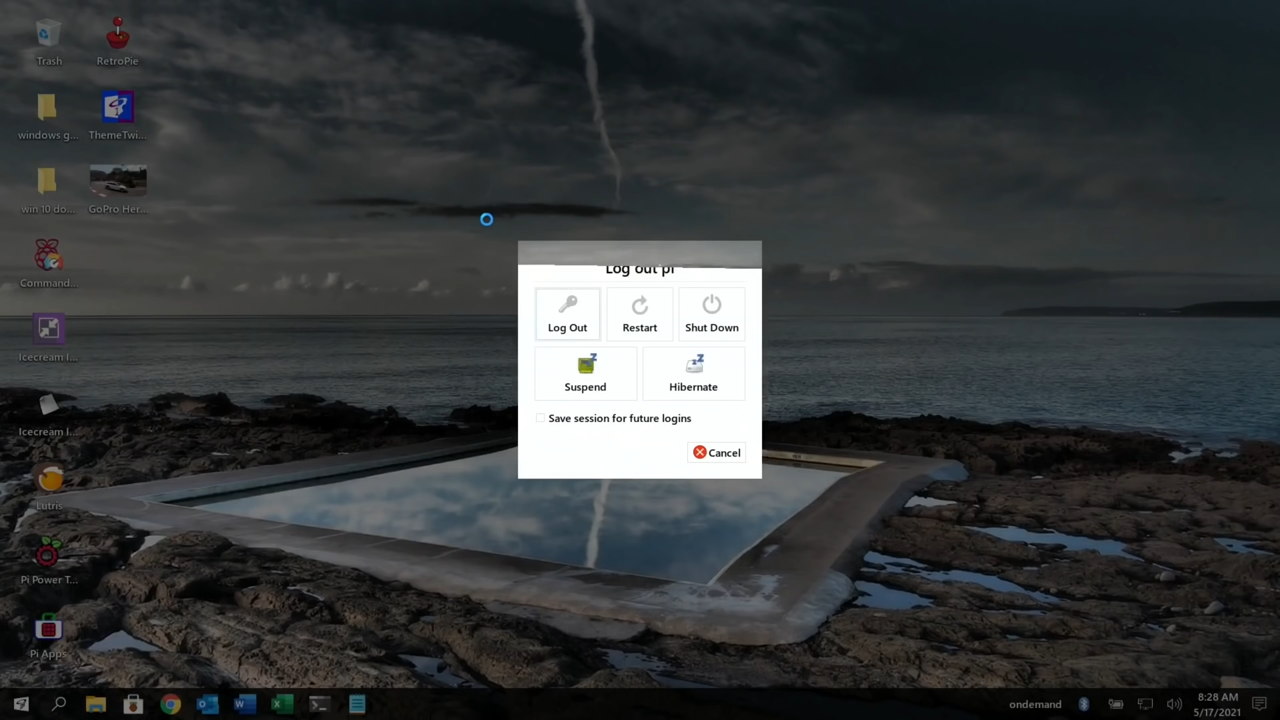 Trash
RetroPie
windows g...
ThemeTwi...
win 10 do...
GoPro Her...
Command...
Icecream I...
Icecream I...
Lutris
Pi Power T...
Pi Apps
Log out pi
Log Out
Restart
Shut Down
Suspend
Hibernate
Save session for future logins
Cancel
ondemand
8:28 AM
5/17/2021